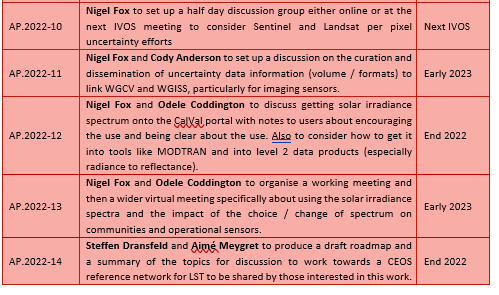 AP.2022-10
Nigel Fox to set up a half day discussion group either online or at the
next IVOS meeting to consider Sentinel and Landsat per pixel
uncertainty efforts
Next IVOS
AP.2022-11
Nigel Fox and Cody Anderson to set up a discussion on the curation and
dissemination of uncertainty data information (volume / formats) to
link WGCV and WGISS, particularly for imaging sensors.
Early 2023
AP.2022-12
Nigel Fox and Odele Coddington to discuss getting solar irradiance
spectrum onto the CalVal portal with notes to users about encouraging
the use and being clear about the use. Also to consider how to get it
into tools like MODTRAN and into level 2 data products (especially
radiance to reflectance).
End 2022
AP.2022-13
Nigel Fox and Odele Coddington to organise a working meeting and
then a wider virtual meeting specifically about using the solar irradiance
spectra and the impact of the choice / change of spectrum on
communities and operational sensors.
Early 2023
AP.2022-14
Steffen Dransfeld and Aimé Meygret to produce a draft roadmap and
a summary of the topics for discussion to work towards a CEOS
reference network for LST to be shared by those interested in this work.
End 2022